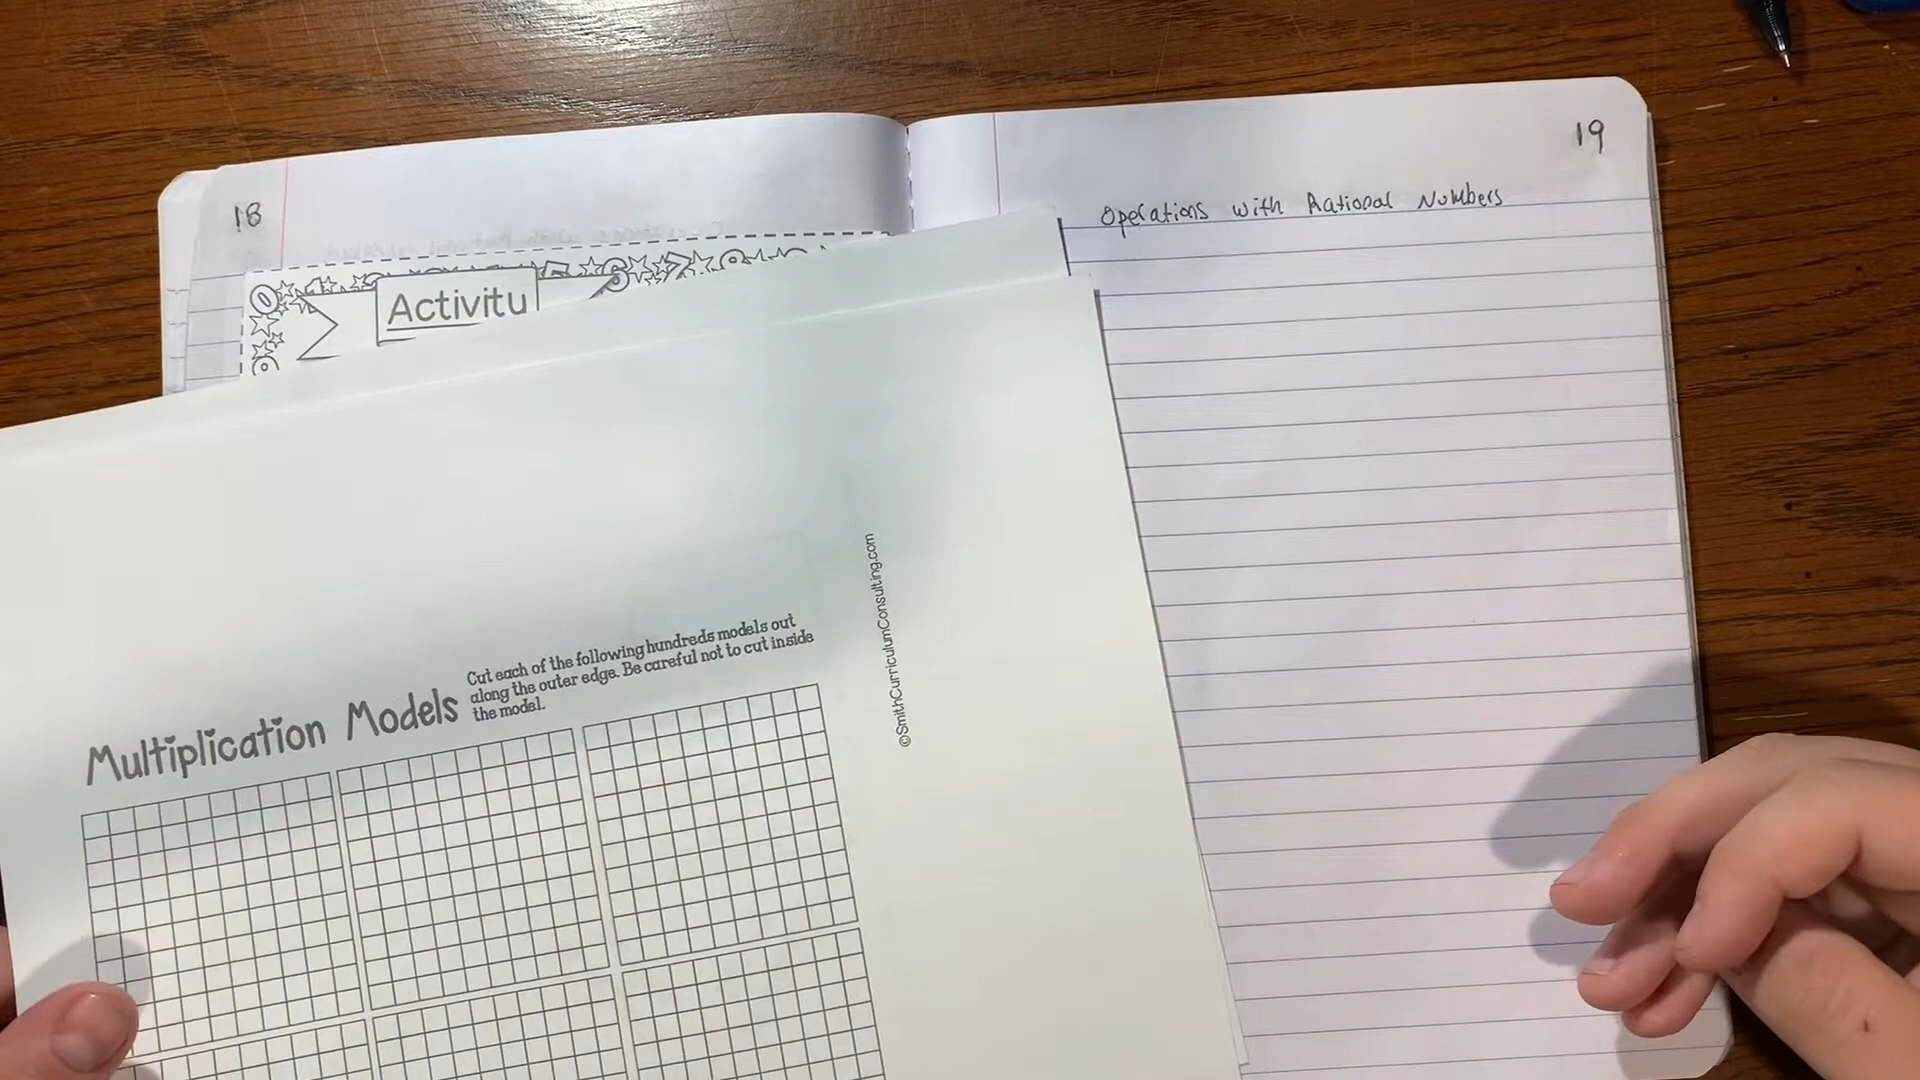 18
19
Operations with Rational Numbers
Activity
Multiplication Models
Cut each of the following hundreds models out
along the outer edge. Be careful not to cut inside
the model.
©SmithCurriculumConsulting.com